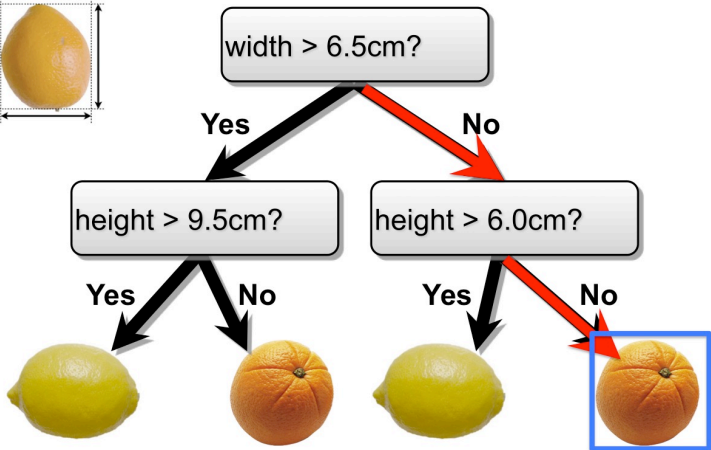 width > 6.5cm?
Yes
No
height > 9.5cm?
height > 6.0cm?
Yes
No
Yes
No